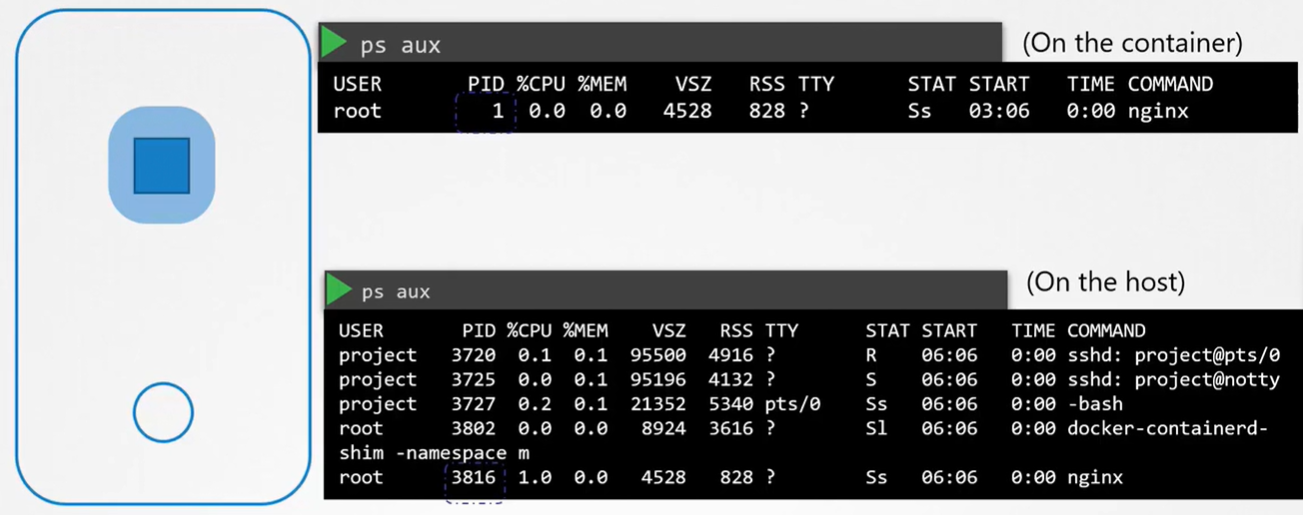 ps aux
(On the container)
USER PID %CPU %MEM VSZ RSS TTY STAT START TIME COMMAND
root 1 0.0 0.0 4528 828 ? Ss 03:06 0:00 nginx
ps aux
(On the host)
USER PID %CPU %MEM VSZ RSS TTY STAT START TIME COMMAND
project 3720 0.1 0.1 95500 4916 ? R 06:06 0:00 sshd: project@pts/0
project 3725 0.0 0.1 95196 4132 ? S 06:06 0:00 sshd: project@notty
project 3727 0.2 0.1 21352 5340 pts/0 Ss 06:06 0:00 -bash
root 3802 0.0 0.0 8924 3616 ? Sl 06:06 0:00 docker-containerd-
shim -namespace m
root 3816 1.0 0.0 4528 828 ? Ss 06:06 0:00 nginx